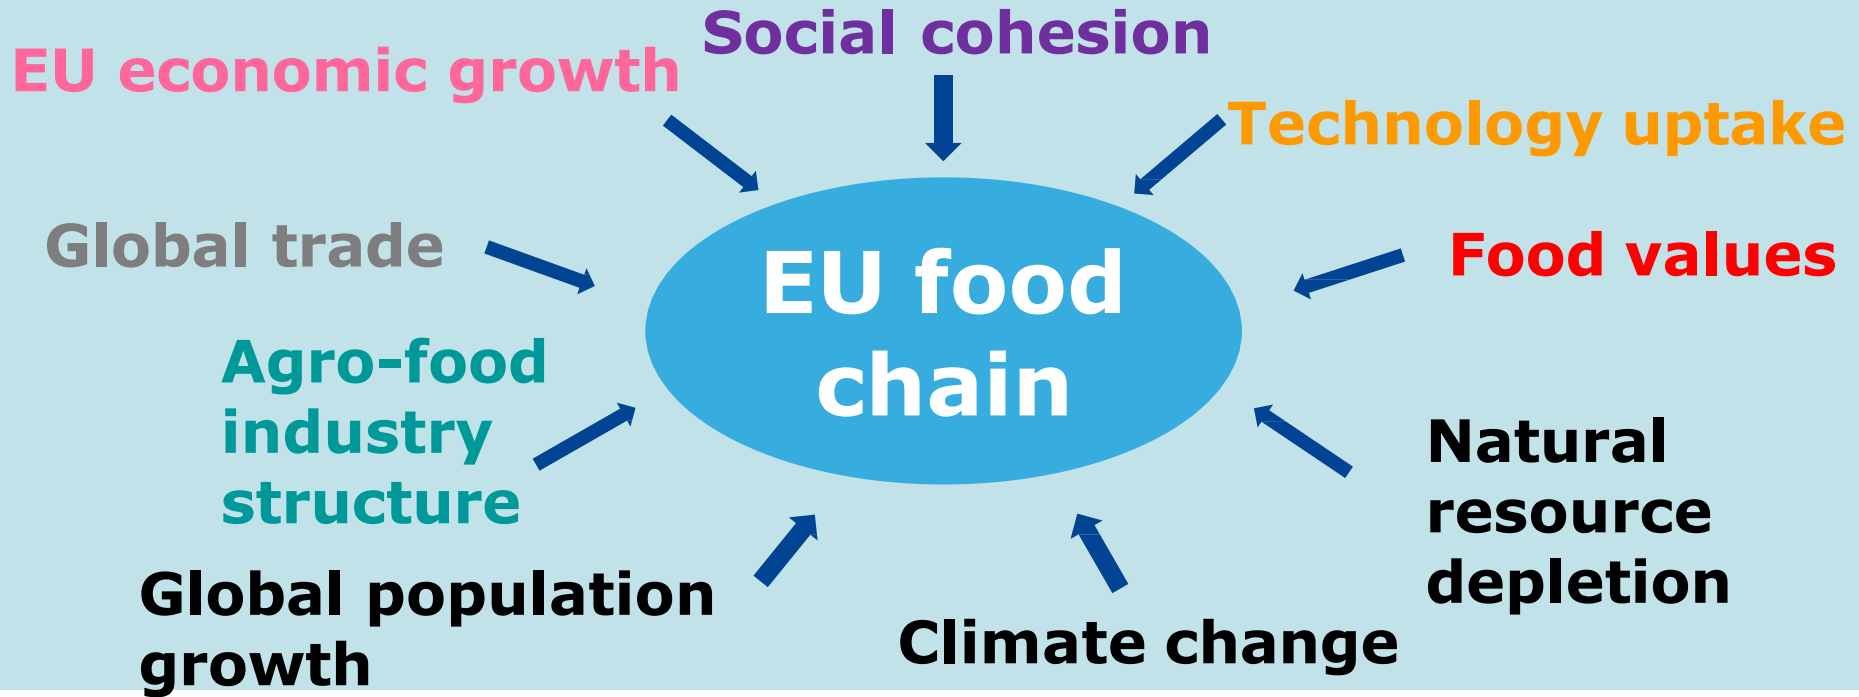 Social cohesion
EU economic growth
Technology uptake
Global trade
Food values
EU food
chain
Agro-food
industry
structure
Natural
resource
depletion
Global population
growth
Climate change